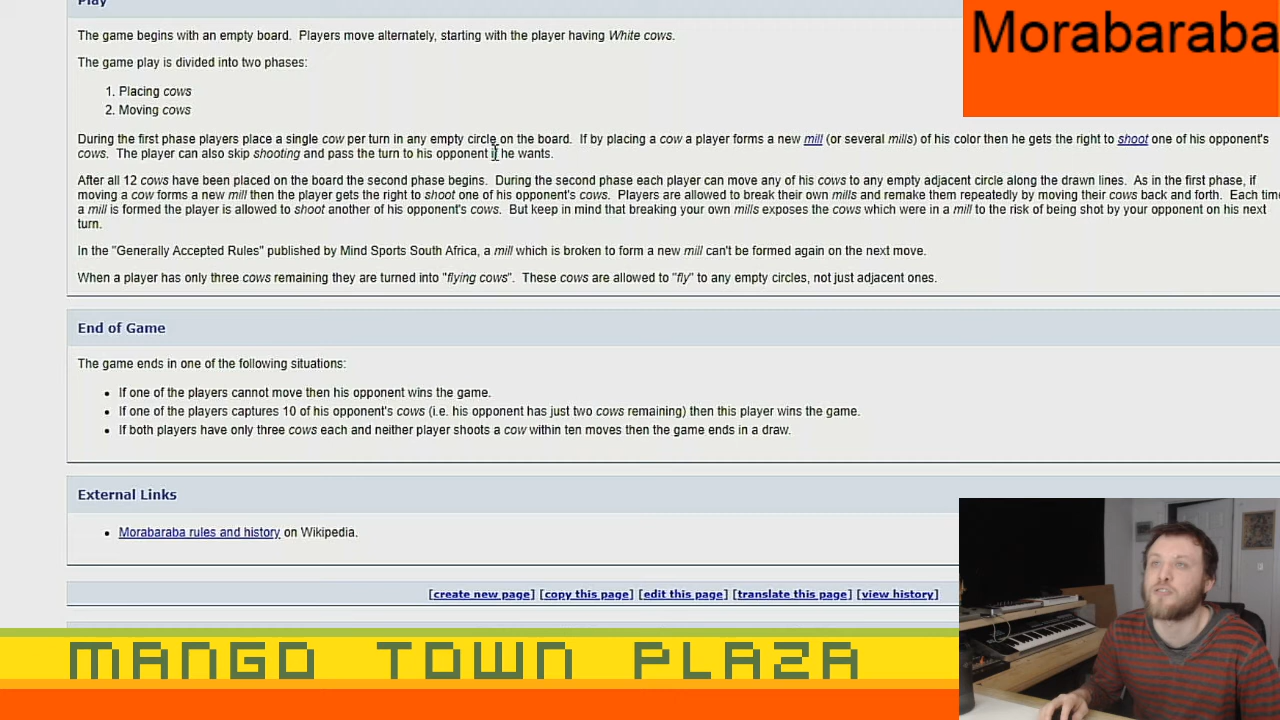 Play
Morabaraba
The game begins with an empty board. Players move alternately, starting with the player having White cows.
The game play is divided into two phases:
1. Placing cows
2. Moving cows
During the first phase players place a single cow per turn in any empty circle on the board. If by placing a cow a player forms a new mill (or several mills) of his color then he gets the right to shoot one of his opponent's
cows. The player can also skip shooting and pass the turn to his opponent if he wants.
After all 12 cows have been placed on the board the second phase begins. During the second phase each player can move any of his cows to any empty adjacent circle along the drawn lines. As in the first phase, if
moving a cow forms a new mill then the player gets the right to shoot one of his opponent's cows. Players are allowed to break their own mills and remake them repeatedly by moving their cows back and forth. Each time
a mill is formed the player is allowed to shoot another of his opponent's cows. But keep in mind that breaking your own mills exposes the cows which were in a mill to the risk of being shot by your opponent on his next
turn.
In the "Generally Accepted Rules" published by Mind Sports South Africa, a mill which is broken to form a new mill can't be formed again on the next move.
When a player has only three cows remaining they are turned into "flying cows". These cows are allowed to "fly" to any empty circles, not just adjacent ones.
End of Game
The game ends in one of the following situations:
• If one of the players cannot move then his opponent wins the game.
• If one of the players captures 10 of his opponent's cows (i.e. his opponent has just two cows remaining) then this player wins the game.
• If both players have only three cows each and neither player shoots a cow within ten moves then the game ends in a draw.
External Links
• Morabaraba rules and history on Wikipedia.
[create new page] [copy this page] [edit this page] [translate this page] [view history]
MANGO TOWN PLAZA